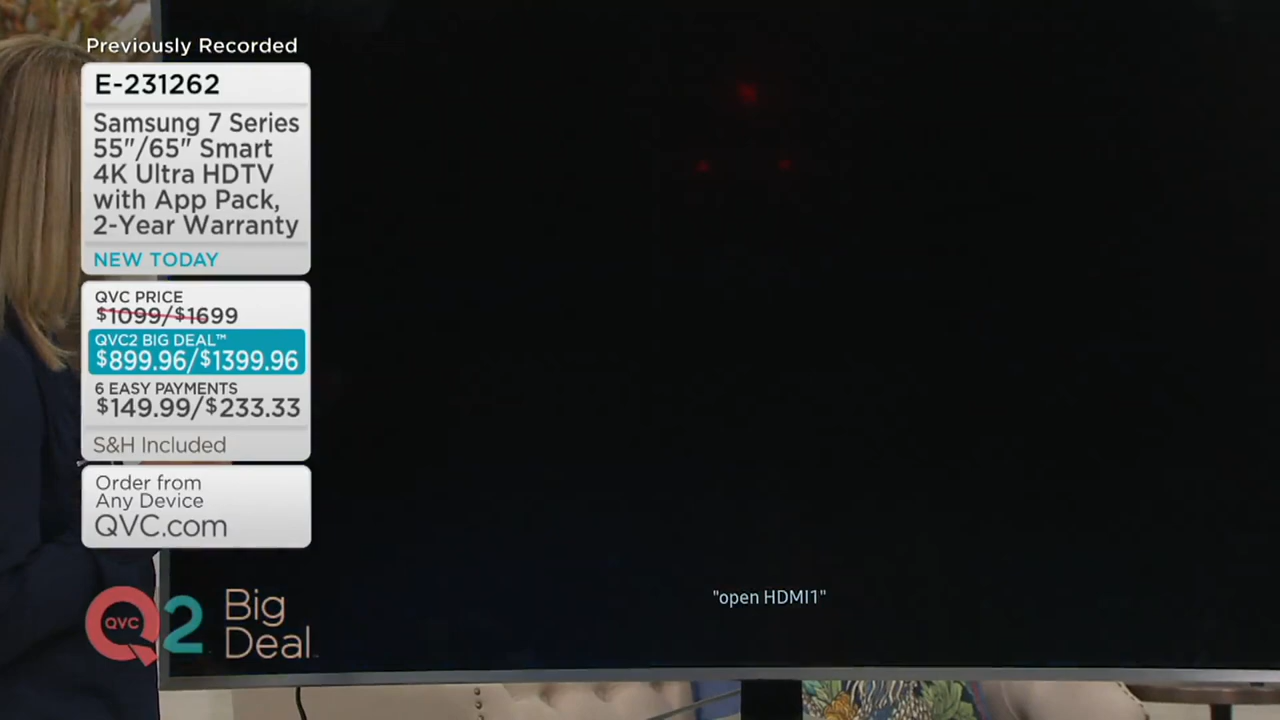 Previously Recorded
E-231262
Samsung 7 Series
55"/65" Smart
4K Ultra HDTV
with App Pack,
2-Year Warranty
NEW TODAY
QVC PRICE
$1099/$1699
QVC2 BIG DEAL™
$899.96/$1399.96
6 EASY PAYMENTS
$149.99/$233.33
S&H Included
Order from
Any Device
QVC.com
"open HDMI1"
QVC 2 Big
Deal